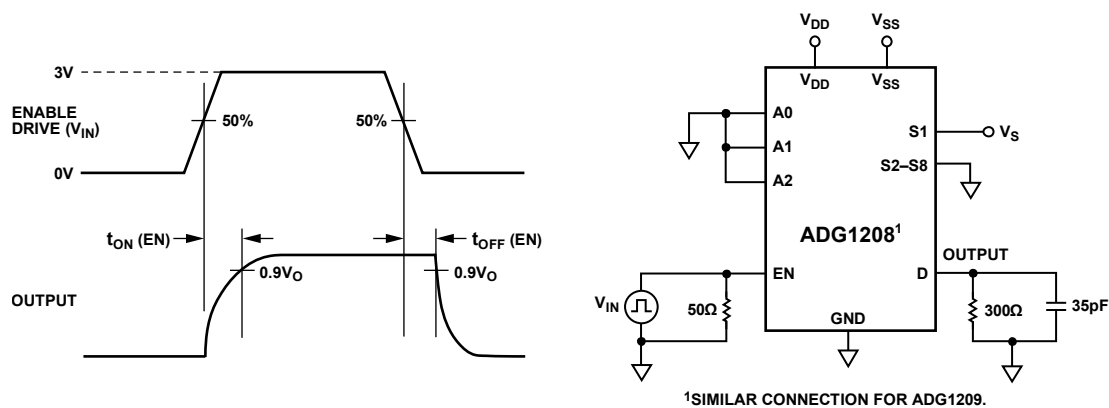 3V
ENABLE
DRIVE (VIN)
50%
50%
0V
tON (EN)
tOFF (EN)
0.9VO
0.9VO
OUTPUT
VDD
VSS
VDD
VSS
A0
A1
A2
S1
VS
S2–S8
ADG1208¹
OUTPUT
EN
D
VIN
50Ω
GND
300Ω
35pF
¹SIMILAR CONNECTION FOR ADG1209.